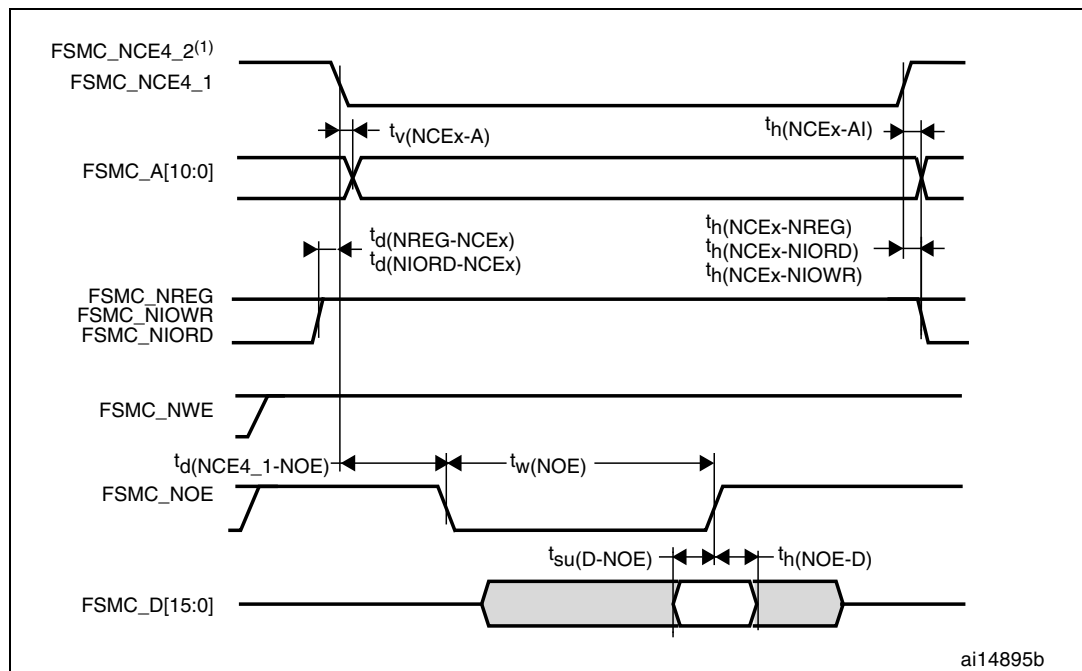 FSMC_NCE4_2(1)
FSMC_NCE4_1
tv(NCEx-A)
th(NCEx-AI)
FSMC_A[10:0]
td(NREG-NCEx)
td(NIORD-NCEx)
th(NCEx-NREG)
th(NCEx-NIORD)
th(NCEx-NIOWR)
FSMC_NREG
FSMC_NIOWR
FSMC_NIORD
FSMC_NWE
td(NCE4_1-NOE)
tw(NOE)
FSMC_NOE
tsu(D-NOE)
th(NOE-D)
FSMC_D[15:0]
ai14895b